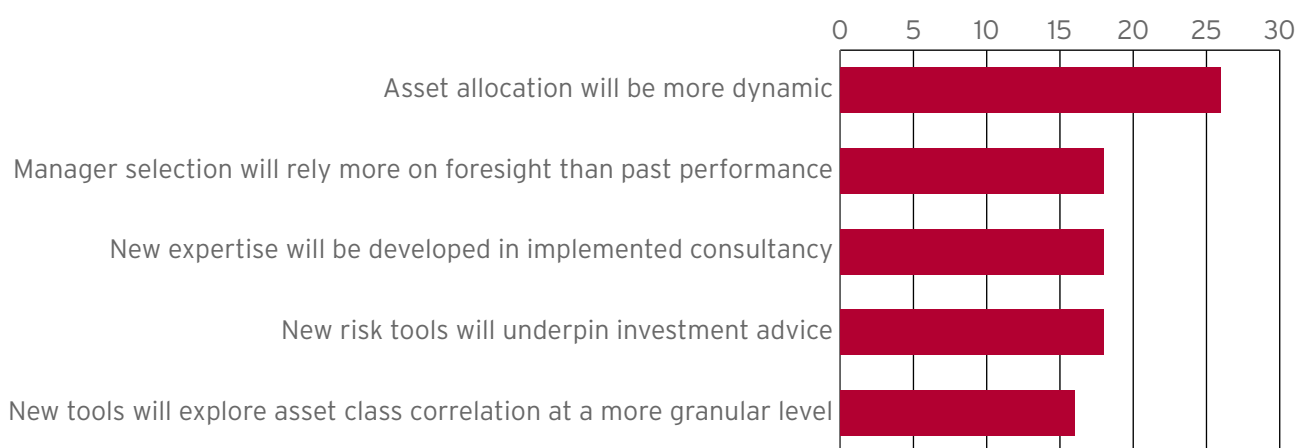 0 5 10 15 20 25 30
Asset allocation will be more dynamic
Manager selection will rely more on foresight than past performance
New expertise will be developed in implemented consultancy
New risk tools will underpin investment advice
New tools will explore asset class correlation at a more granular level